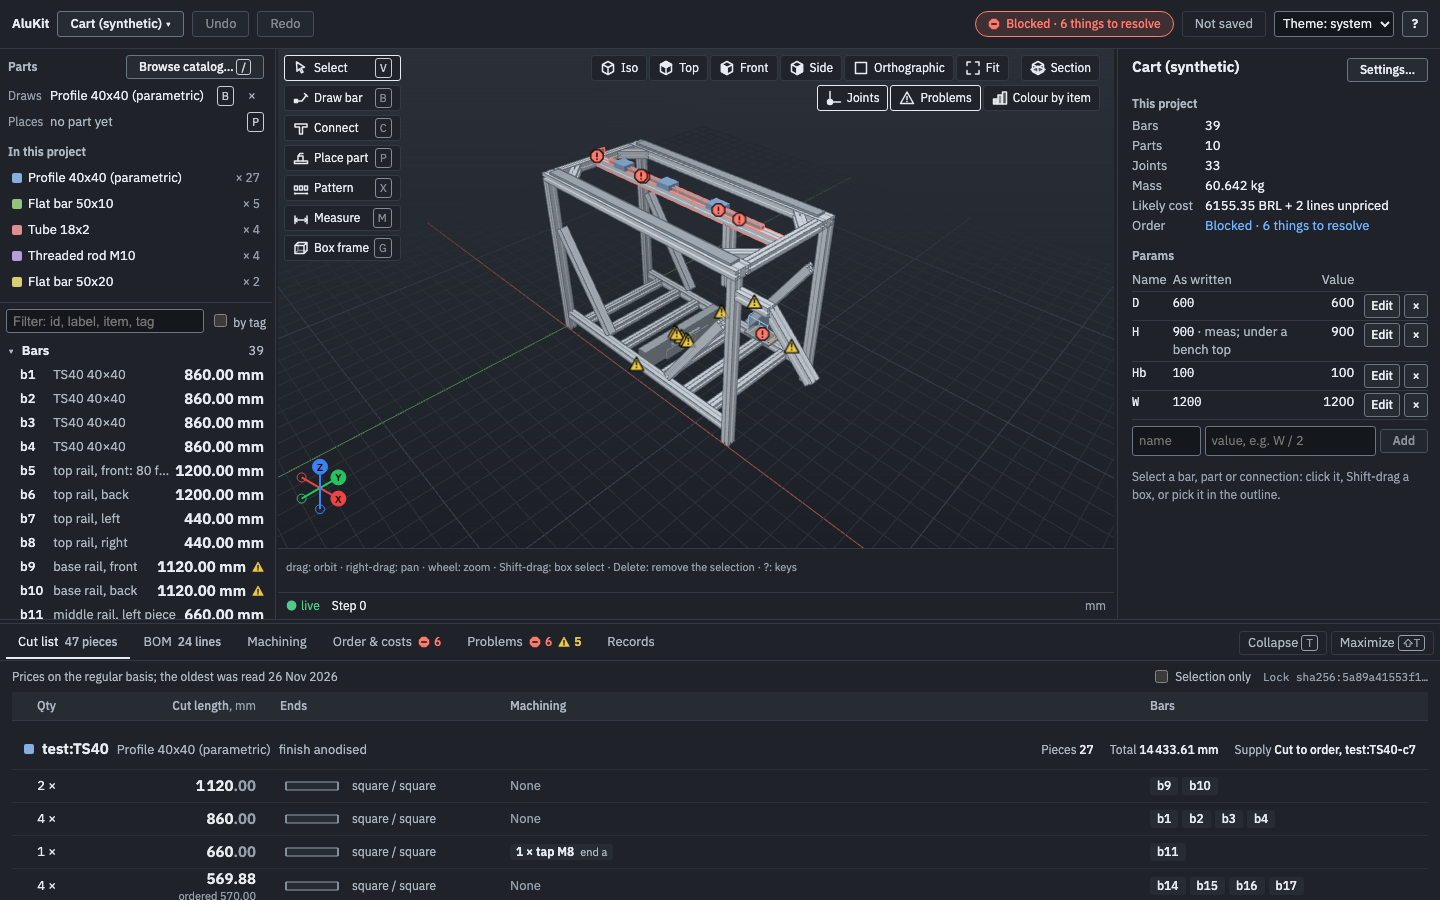 AluKit Cart (synthetic) ▾ Undo Redo Blocked · 6 things to resolve Not saved Theme: system ?
Parts Browse catalog... /
Draws Profile 40x40 (parametric) B ×
Places no part yet P
In this project
Profile 40x40 (parametric) × 27
Flat bar 50x10 × 5
Tube 18x2 × 4
Threaded rod M10 × 4
Flat bar 50x20 × 2
Filter: id, label, item, tag by tag
Bars 39
b1 TS40 40×40 860.00 mm
b2 TS40 40×40 860.00 mm
b3 TS40 40×40 860.00 mm
b4 TS40 40×40 860.00 mm
b5 top rail, front: 80 f... 1200.00 mm
b6 top rail, back 1200.00 mm
b7 top rail, left 440.00 mm
b8 top rail, right 440.00 mm
b9 base rail, front 1120.00 mm
b10 base rail, back 1120.00 mm
b11 middle rail, left piece 660.00 mm
Select V
Draw bar B
Connect C
Place part P
Pattern X
Measure M
Box frame G
Iso Top Front Side Orthographic Fit Section
Joints Problems Colour by item
Z
Y
X
drag: orbit · right-drag: pan · wheel: zoom · Shift-drag: box select · Delete: remove the selection · ?: keys
live Step 0 mm
Cart (synthetic) Settings...
This project
Bars 39
Parts 10
Joints 33
Mass 60.642 kg
Likely cost 6155.35 BRL + 2 lines unpriced
Order Blocked · 6 things to resolve
Params
Name As written Value
D 600 600 Edit ×
H 900 · meas; under a bench top 900 Edit ×
Hb 100 100 Edit ×
W 1200 1200 Edit ×
name value, e.g. W / 2 Add
Select a bar, part or connection: click it, Shift-drag a
box, or pick it in the outline.
Cut list 47 pieces BOM 24 lines Machining Order & costs 6 Problems 6 5 Records Collapse T Maximize ⇧T
Prices on the regular basis; the oldest was read 26 Nov 2026 Selection only Lock sha256:5a89a41553f1…
Qty Cut length, mm Ends Machining Bars
test:TS40 Profile 40x40 (parametric) finish anodised Pieces 27 Total 14 433.61 mm Supply Cut to order, test:TS40-c7
2 × 1 120.00 square / square None b9 b10
4 × 860.00 square / square None b1 b2 b3 b4
1 × 660.00 square / square 1 × tap M8 end a b11
4 × 569.88 square / square None b14 b15 b16 b17
ordered 570.00